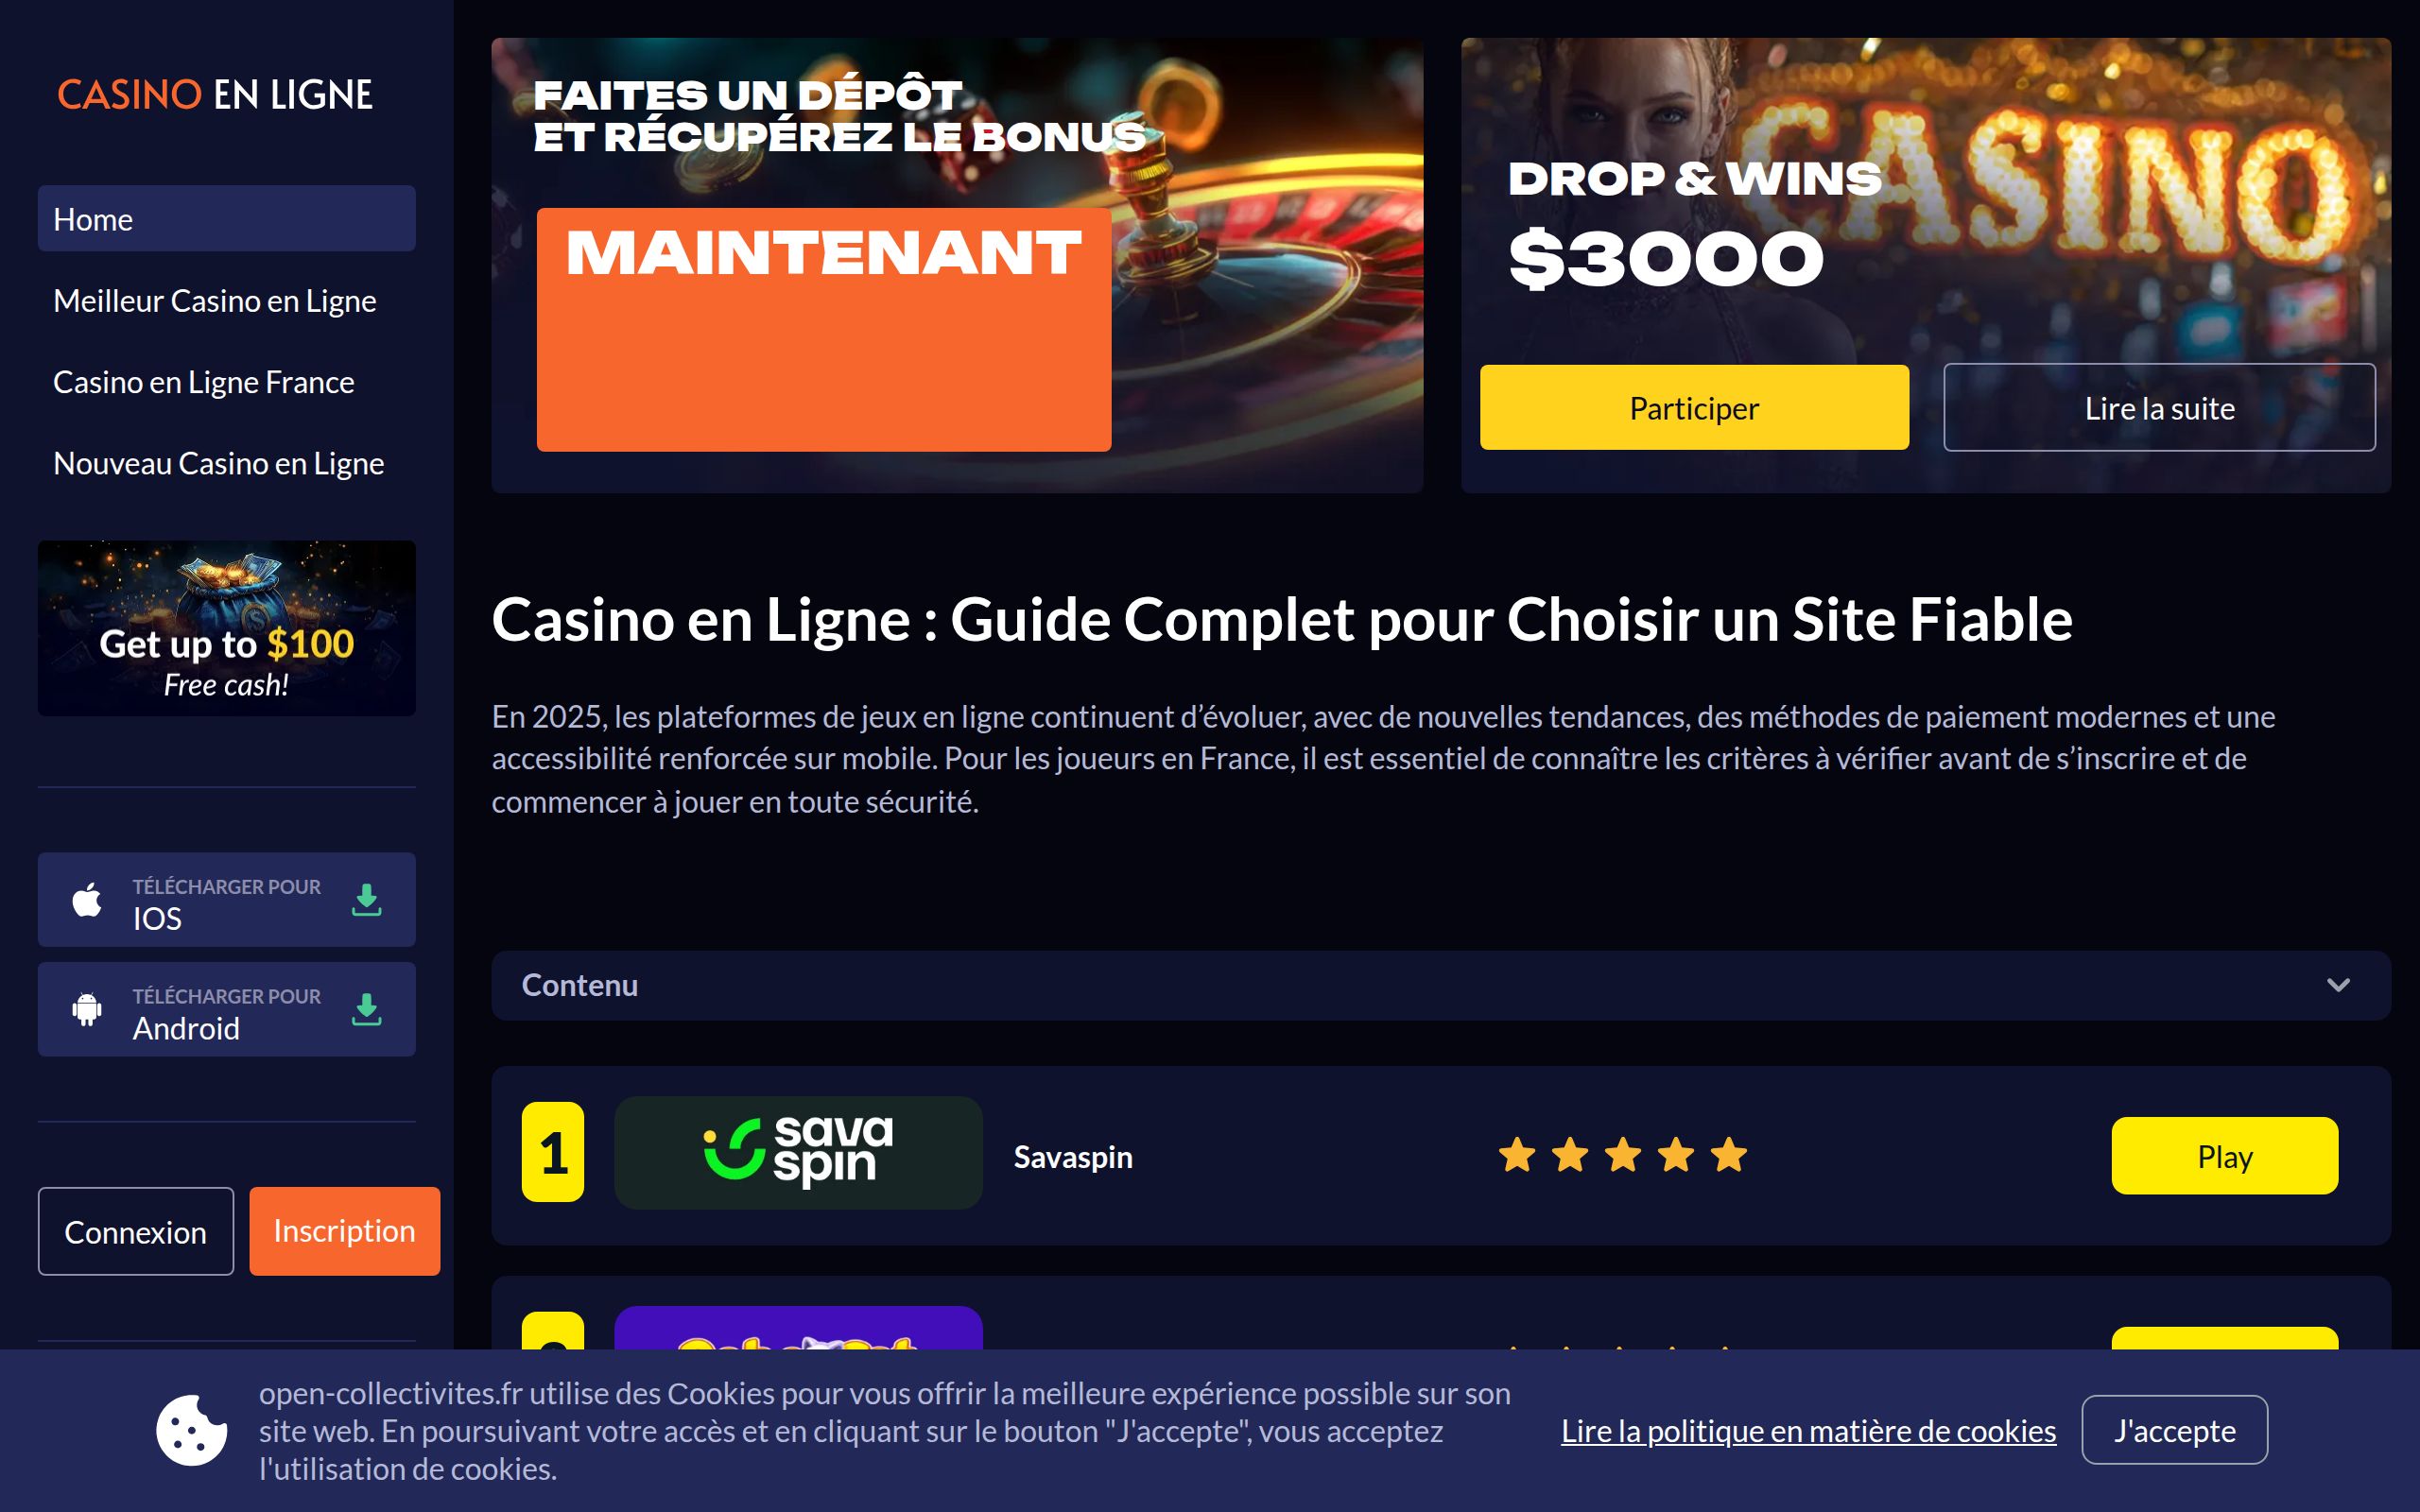 CASINO EN LIGNE
Home
Meilleur Casino en Ligne
Casino en Ligne France
Nouveau Casino en Ligne
Get up to $100
Free cash!
TÉLÉCHARGER POUR
IOS
TÉLÉCHARGER POUR
Android
Connexion
Inscription
FAITES UN DÉPÔT
ET RÉCUPÉREZ LE BONUS
MAINTENANT
CASINO
DROP & WINS
$3000
Participer
Lire la suite
Casino en Ligne : Guide Complet pour Choisir un Site Fiable
En 2025, les plateformes de jeux en ligne continuent d’évoluer, avec de nouvelles tendances, des méthodes de paiement modernes et une
accessibilité renforcée sur mobile. Pour les joueurs en France, il est essentiel de connaître les critères à vérifier avant de s’inscrire et de
commencer à jouer en toute sécurité.
Contenu
1
sava
spin
Savaspin
Play
open-collectivites.fr utilise des Cookies pour vous offrir la meilleure expérience possible sur son
site web. En poursuivant votre accès et en cliquant sur le bouton "J'accepte", vous acceptez
l'utilisation de cookies.
Lire la politique en matière de cookies
J'accepte